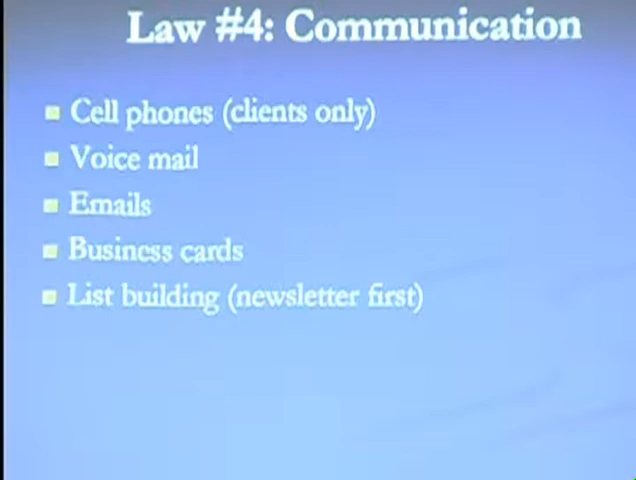 Law #4: Communication
Cell phones (clients only)
Voice mail
Emails
Business cards
List building (newsletter first)